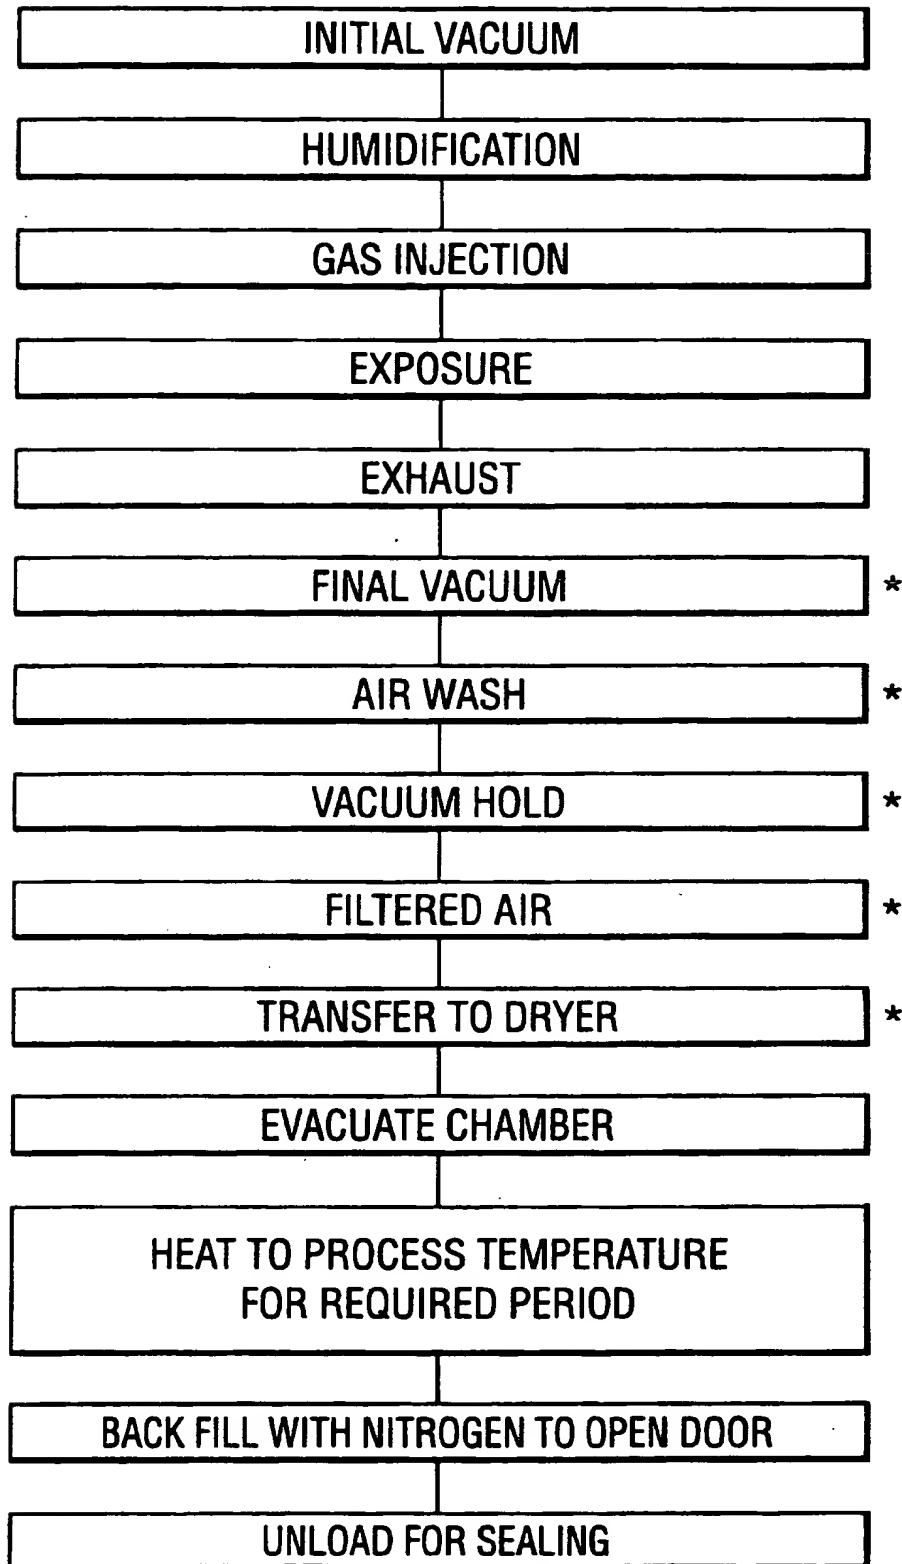 INITIAL VACUUM
HUMIDIFICATION
GAS INJECTION
EXPOSURE
EXHAUST
FINAL VACUUM *
AIR WASH *
VACUUM HOLD *
FILTERED AIR *
TRANSFER TO DRYER *
EVACUATE CHAMBER
HEAT TO PROCESS TEMPERATURE
FOR REQUIRED PERIOD
BACK FILL WITH NITROGEN TO OPEN DOOR
UNLOAD FOR SEALING